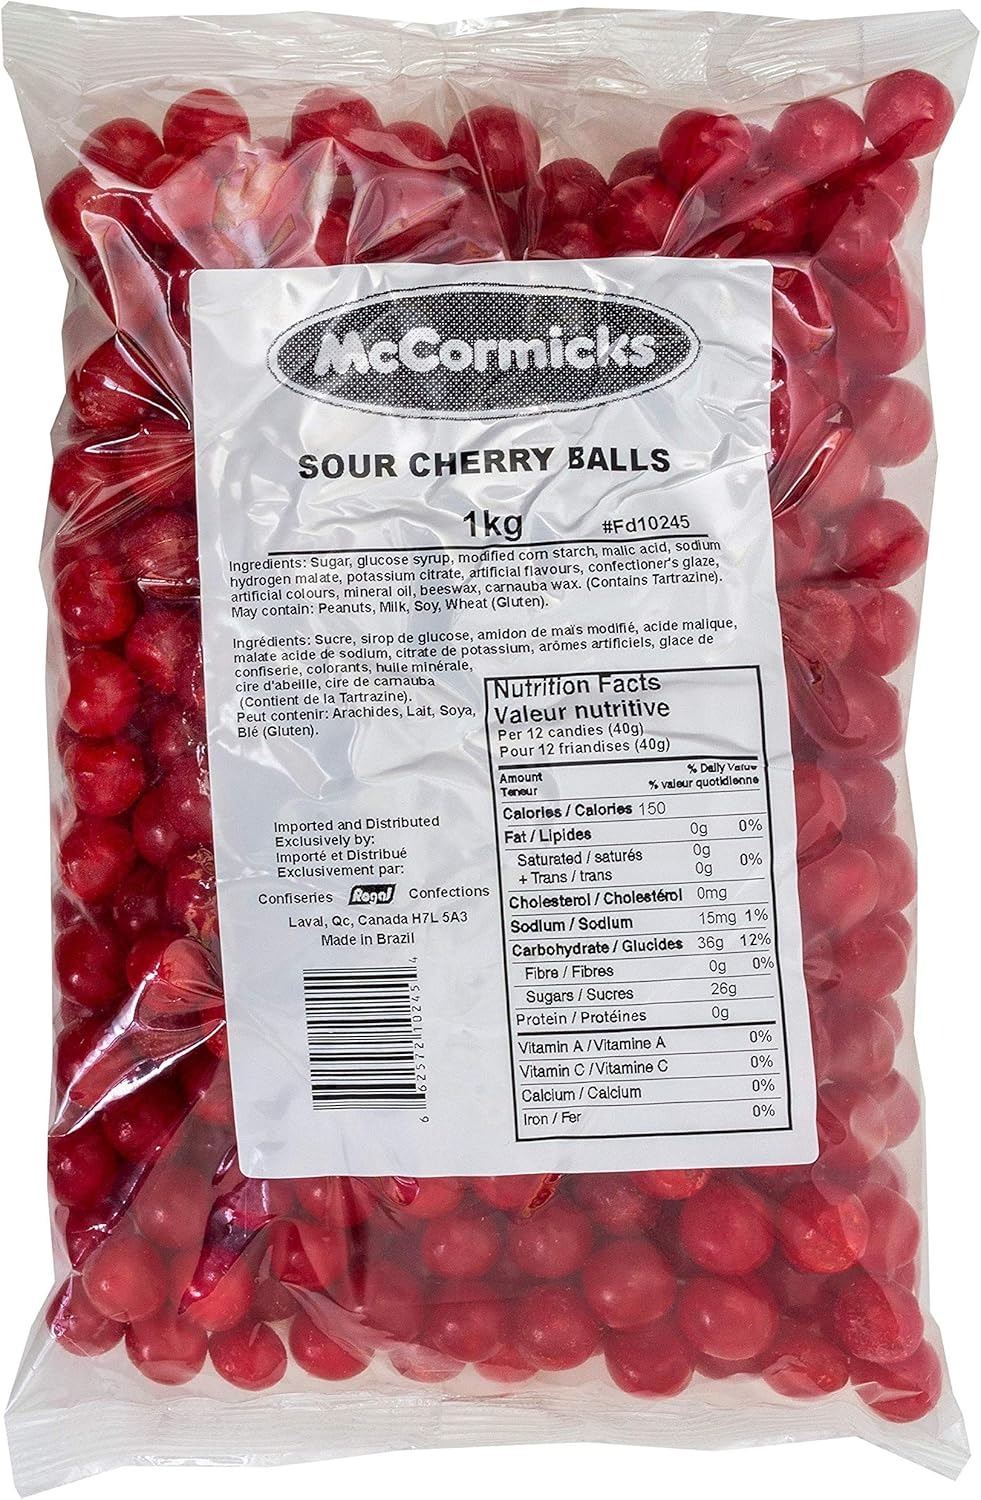 McCormicks
SOUR CHERRY BALLS
1kg #Fd10245
Ingredients: Sugar, glucose syrup, modified corn starch, malic acid, sodium
hydrogen malate, potassium citrate, artificial flavours, confectioner's glaze,
artificial colours, mineral oil, beeswax, carnauba wax. (Contains Tartrazine).
May contain: Peanuts, Milk, Soy, Wheat (Gluten).
Ingrédients: Sucre, sirop de glucose, amidon de maïs modifié, acide malique,
malate acide de sodium, citrate de potassium, arômes artificiels, glace de
confiserie, colorants, huile minérale,
cire d'abeille, cire de carnauba
(Contient de la Tartrazine).
Peut contenir: Arachides, Lait, Soya,
Blé (Gluten).
Imported and Distributed
Exclusively by:
Importé et Distribué
Exclusivement par:
Confiseries Regal Confections
Laval, Qc, Canada H7L 5A3
Made in Brazil
6 62572 10245 4
Nutrition Facts
Valeur nutritive
Per 12 candies (40g)
Pour 12 friandises (40g)
Amount % Daily Value
Teneur % valeur quotidienne
Calories / Calories 150
Fat / Lipides 0g 0%
Saturated / saturés 0g
+ Trans / trans 0g 0%
Cholesterol / Cholestérol 0mg
Sodium / Sodium 15mg 1%
Carbohydrate / Glucides 36g 12%
Fibre / Fibres 0g 0%
Sugars / Sucres 26g
Protein / Protéines 0g
Vitamin A / Vitamine A 0%
Vitamin C / Vitamine C 0%
Calcium / Calcium 0%
Iron / Fer 0%